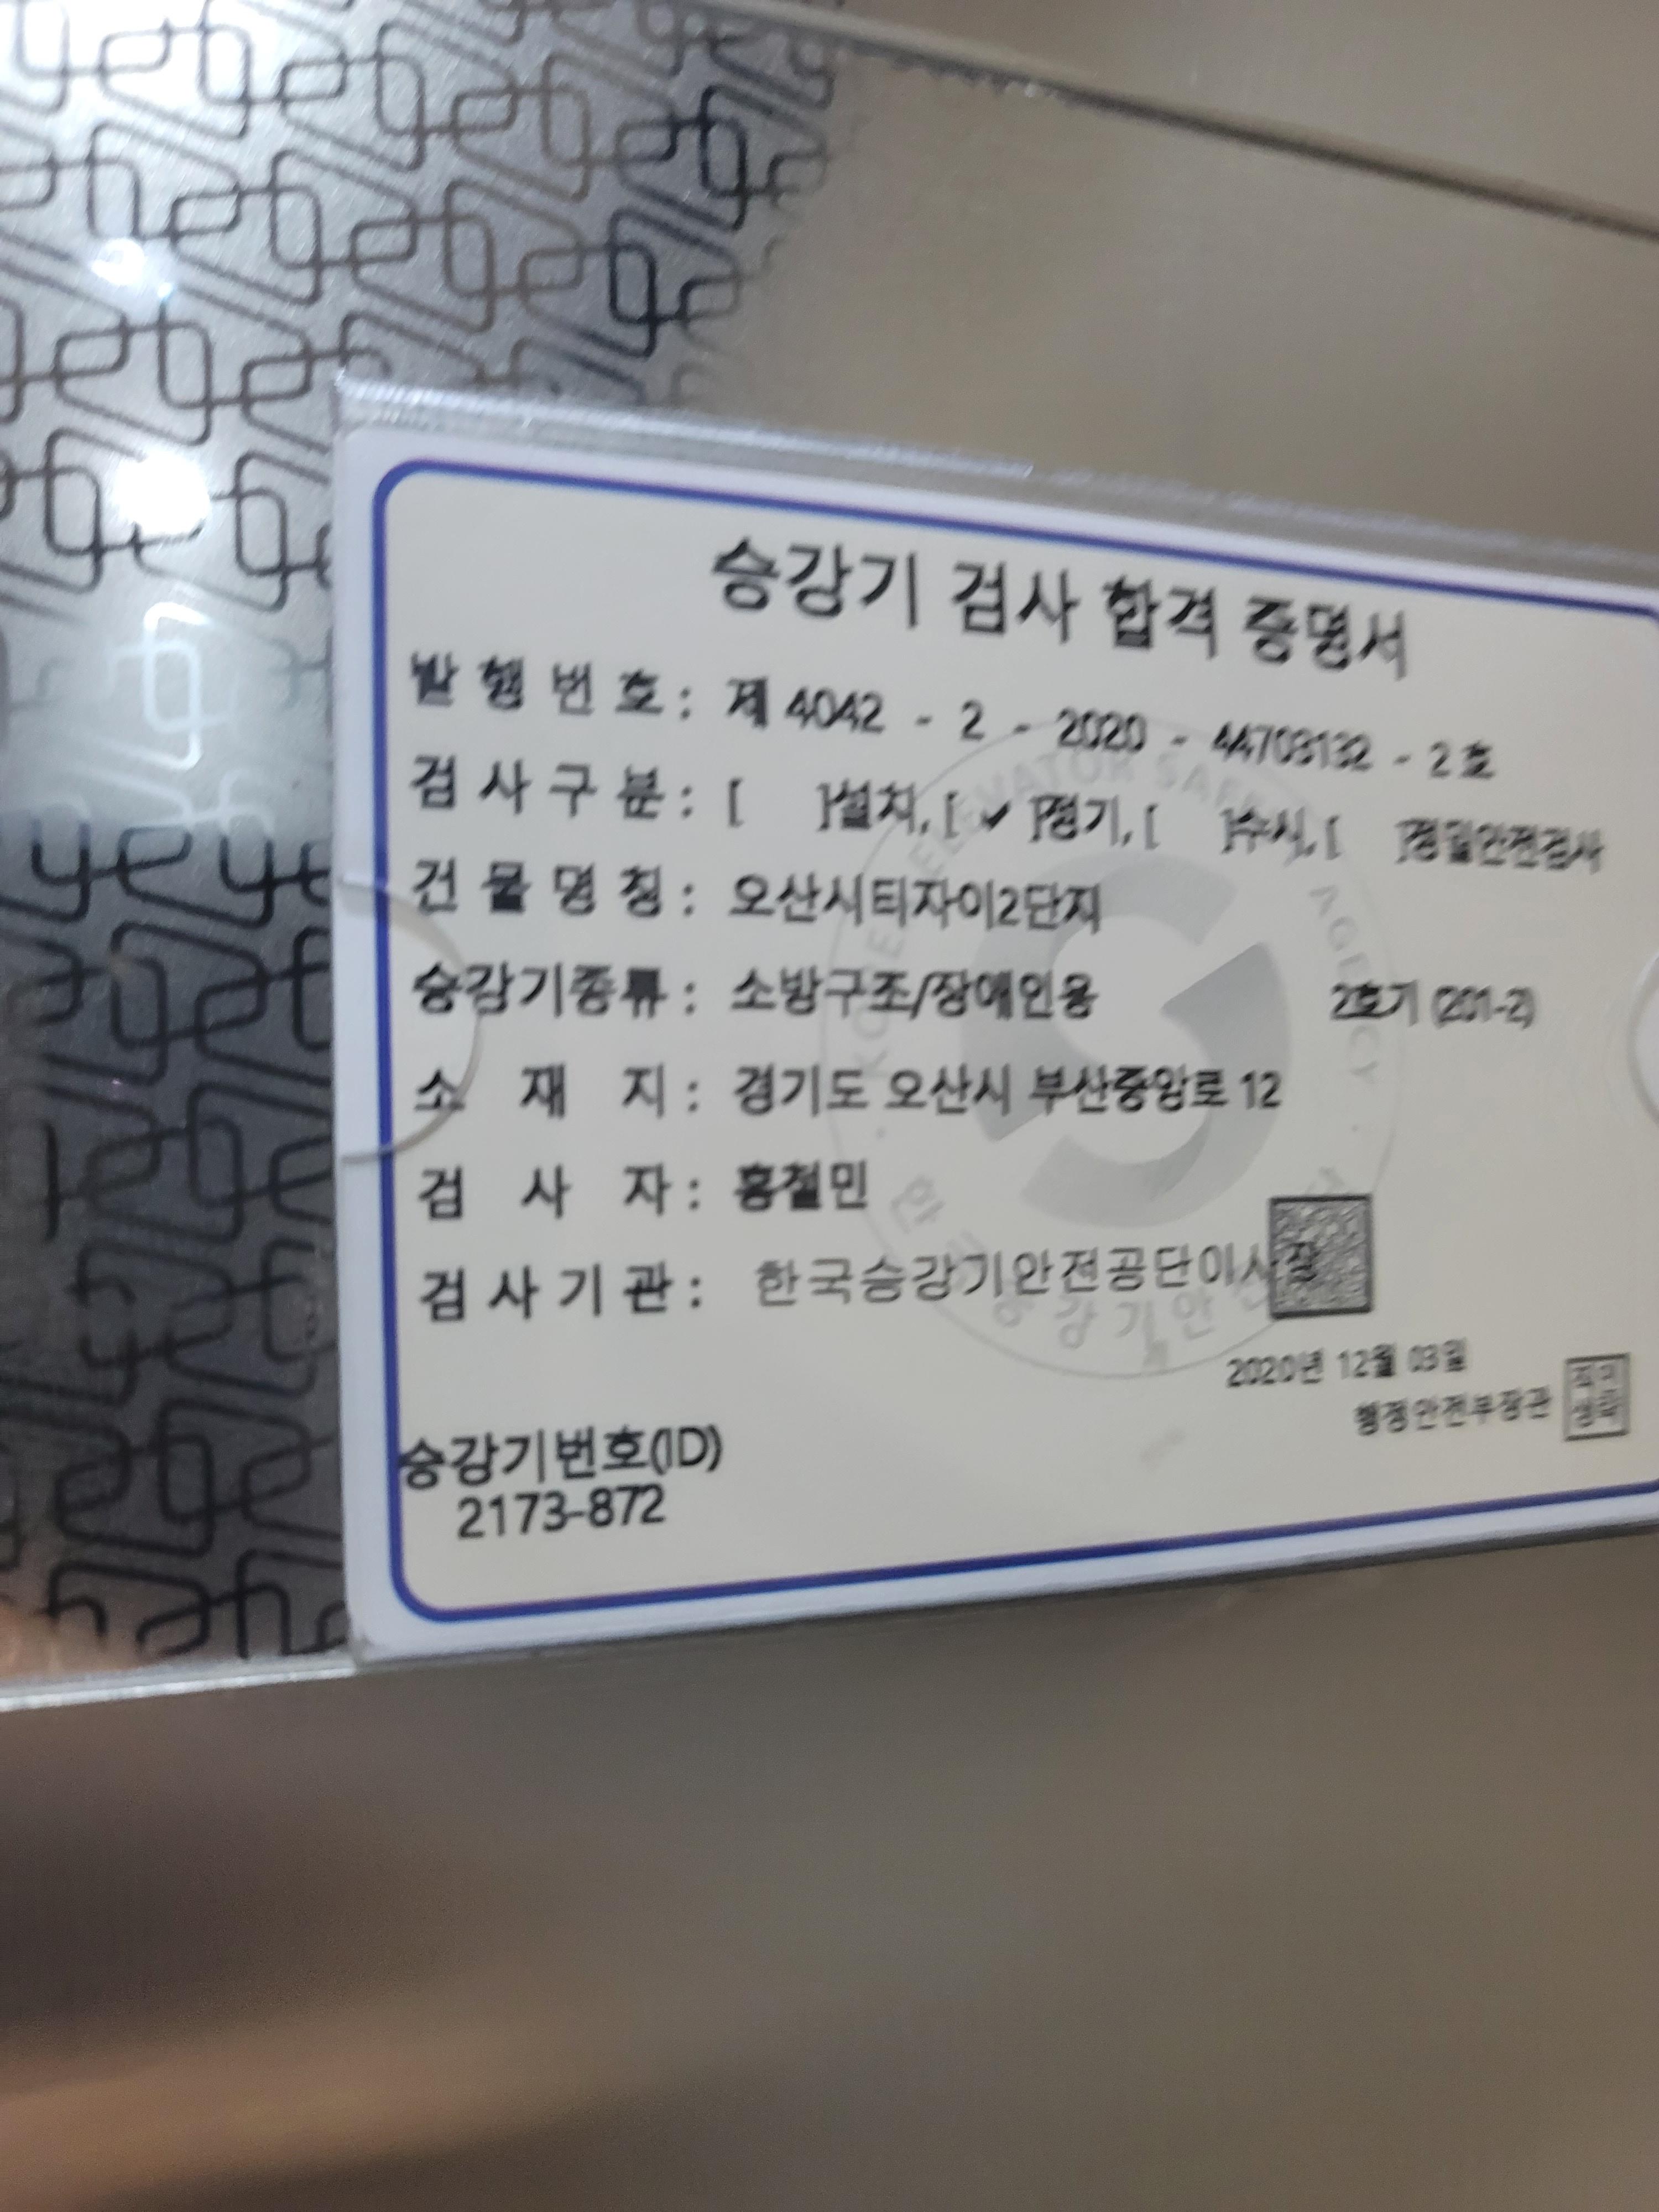 승강기 검사 합격 증명서
발 행 번 호 : 제 4042 - 2 - 2020 - 44703132 - 2 호
검 사 구 분 : [ ]설치, [ ✔ ]정기, [ ]수시, [ ]정밀안전검사
건 물 명 칭 : 오산시티자이2단지
승강기종류 : 소방구조/장애인용 2호기 (201-2)
소 재 지 : 경기도 오산시 부산중앙로 12
검 사 자 : 홍철민
검 사 기 관 : 한국승강기안전공단이사장
2020년 12월 03일
행정안전부장관
승강기번호(ID)
2173-872
KOREA ELEVATOR SAFETY AGENCY